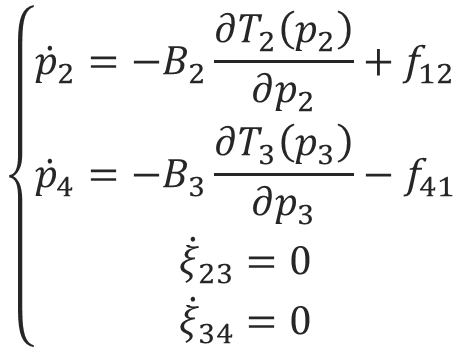 ṗ₂ = −B₂ ∂T₂(p₂)/∂p₂ + f₁₂
ṗ₄ = −B₃ ∂T₃(p₃)/∂p₃ − f₄₁
ξ̇₂₃ = 0
ξ̇₃₄ = 0